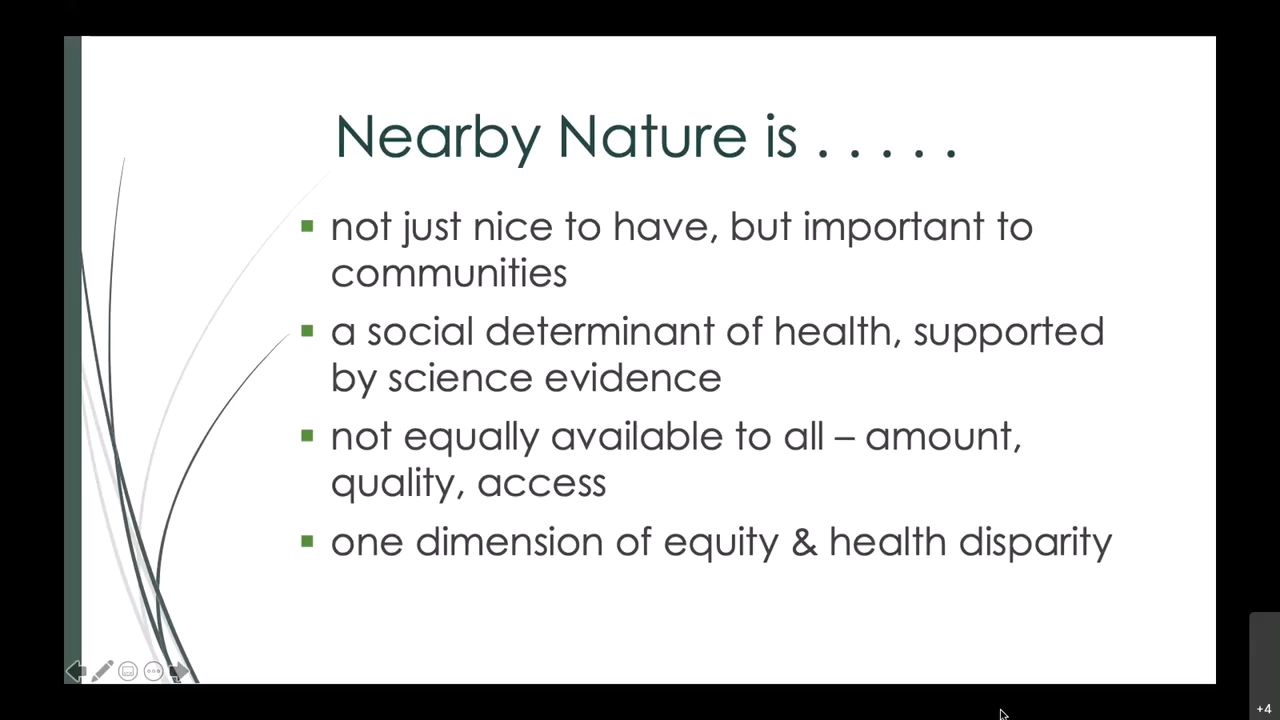 Nearby Nature is . . . . .
not just nice to have, but important to
communities
a social determinant of health, supported
by science evidence
not equally available to all – amount,
quality, access
one dimension of equity & health disparity
+4